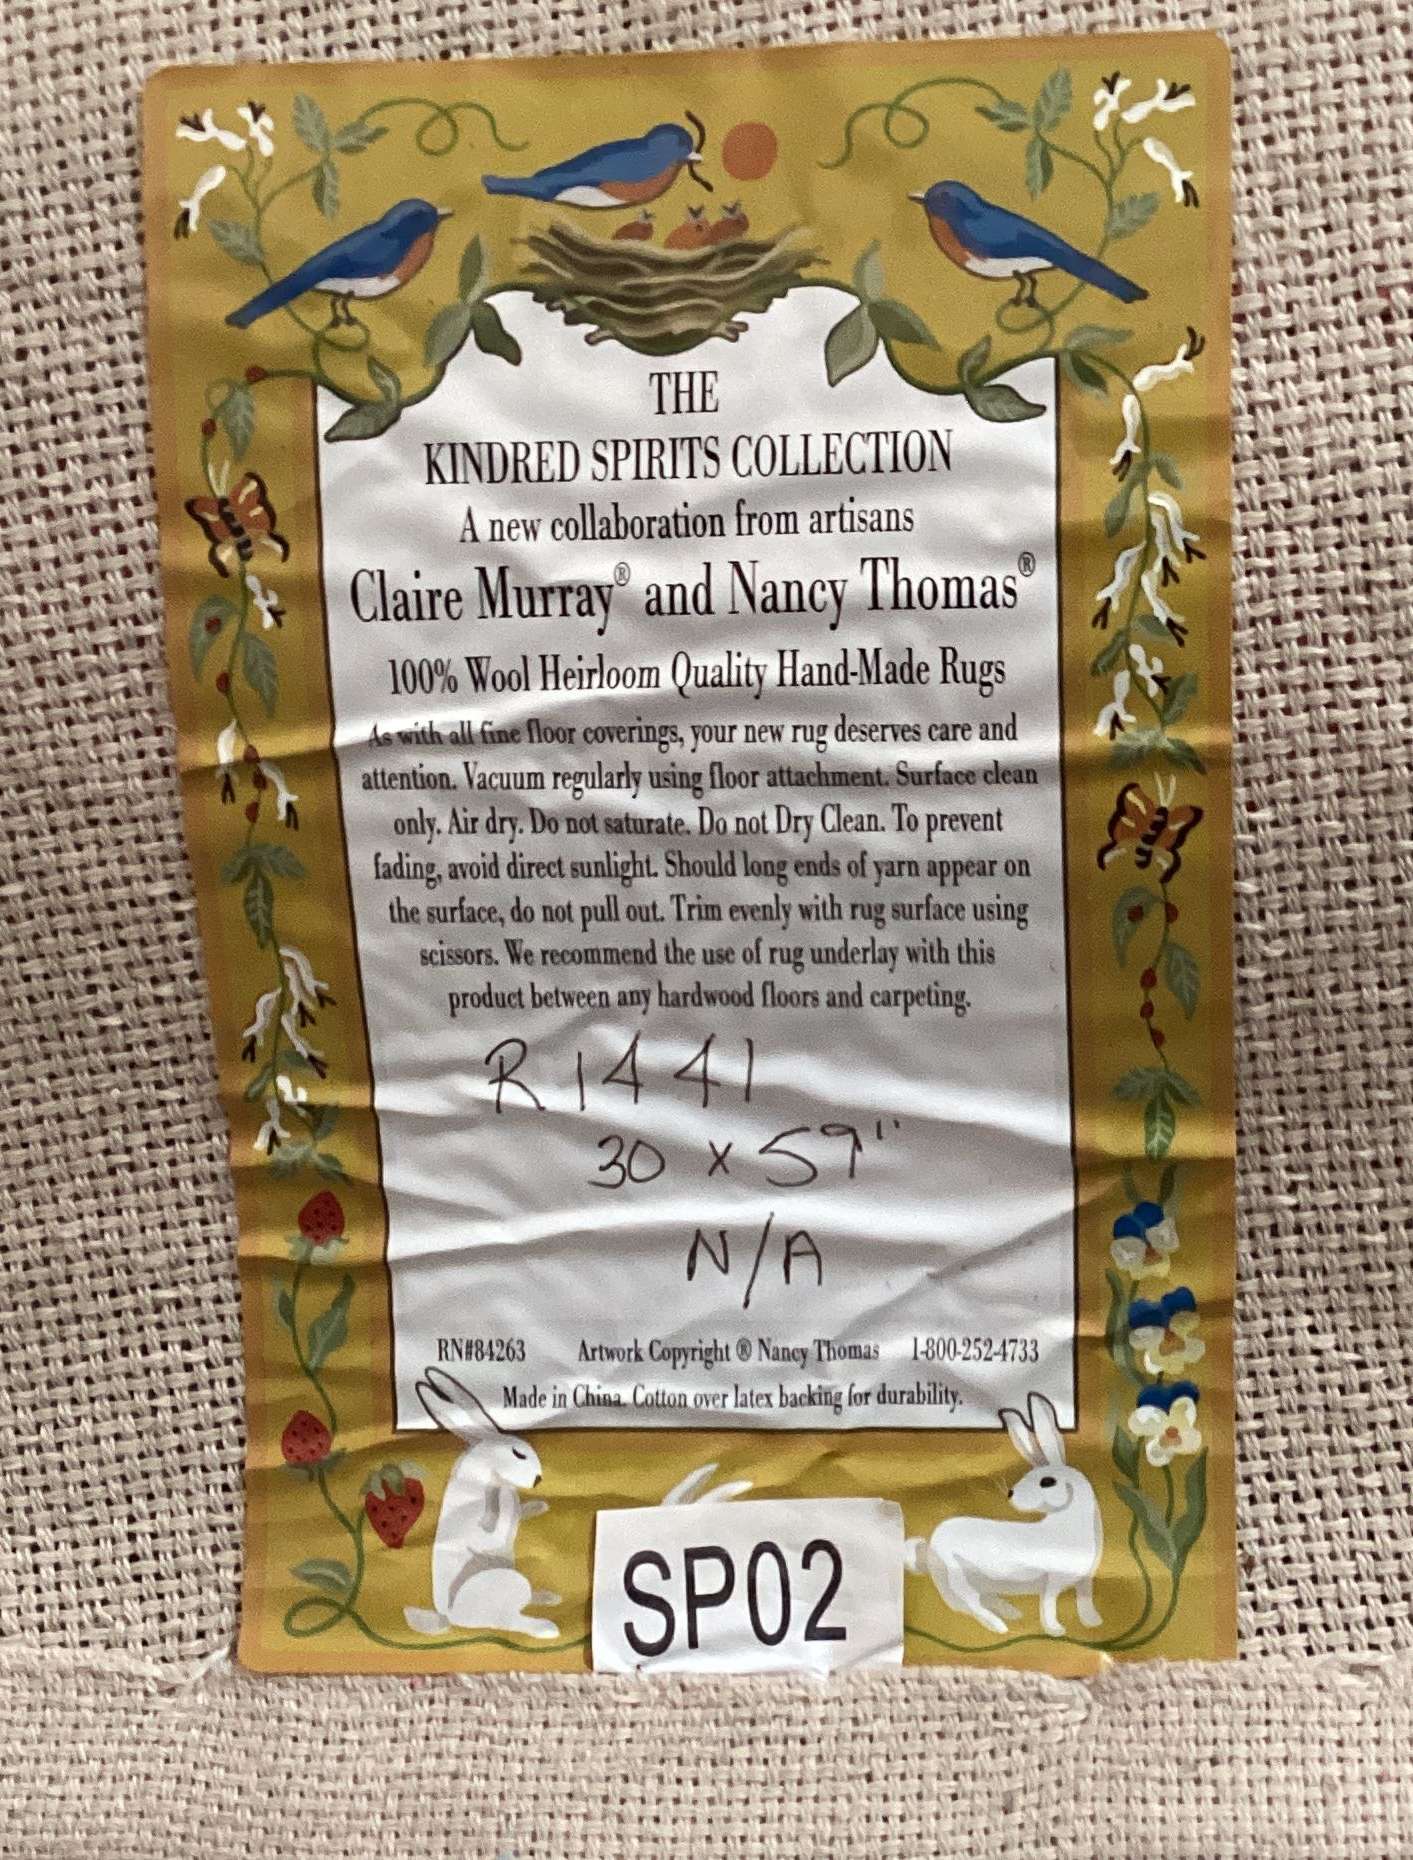 THE
KINDRED SPIRITS COLLECTION
A new collaboration from artisans
Claire Murray® and Nancy Thomas®
100% Wool Heirloom Quality Hand-Made Rugs
As with all fine floor coverings, your new rug deserves care and
attention. Vacuum regularly using floor attachment. Surface clean
only. Air dry. Do not saturate. Do not Dry Clean. To prevent
fading, avoid direct sunlight. Should long ends of yarn appear on
the surface, do not pull out. Trim evenly with rug surface using
scissors. We recommend the use of rug underlay with this
product between any hardwood floors and carpeting.
R1441
30 x 59"
N/A
RN#84263 Artwork Copyright ® Nancy Thomas 1-800-252-4733
Made in China. Cotton over latex backing for durability.
SP02